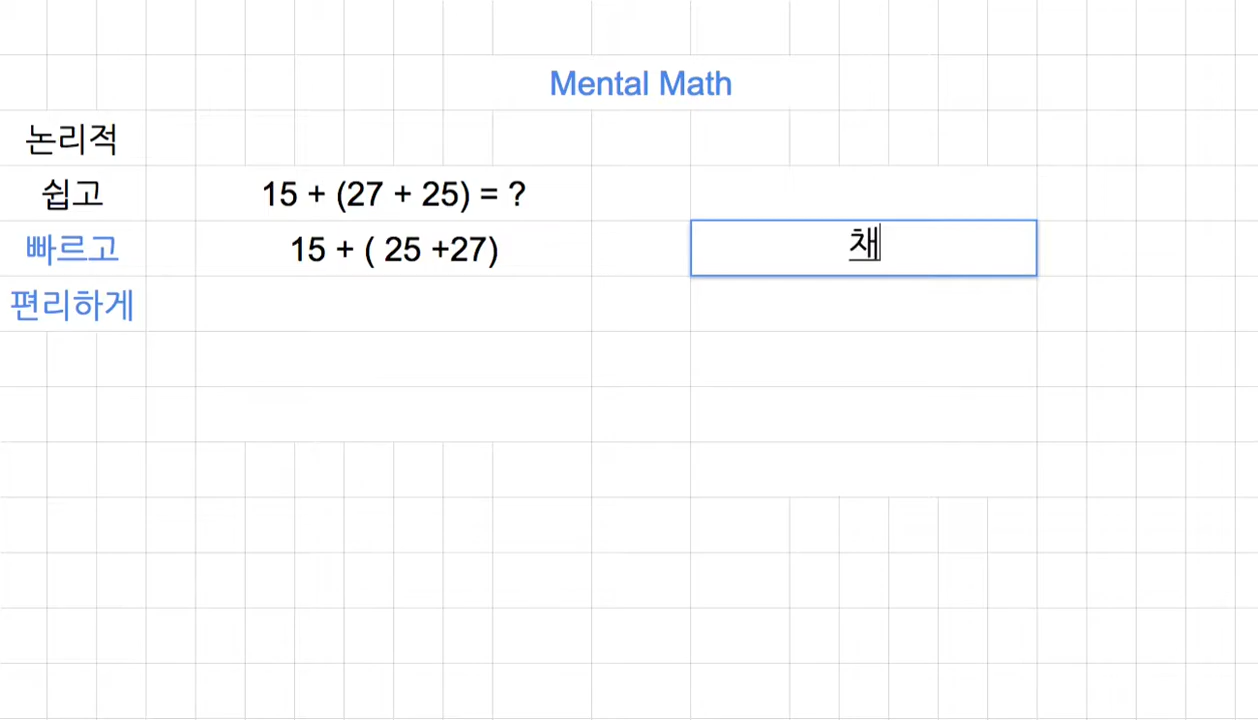 Mental Math
논리적
쉽고 15 + (27 + 25) = ?
빠르고 15 + ( 25 +27) 채
편리하게